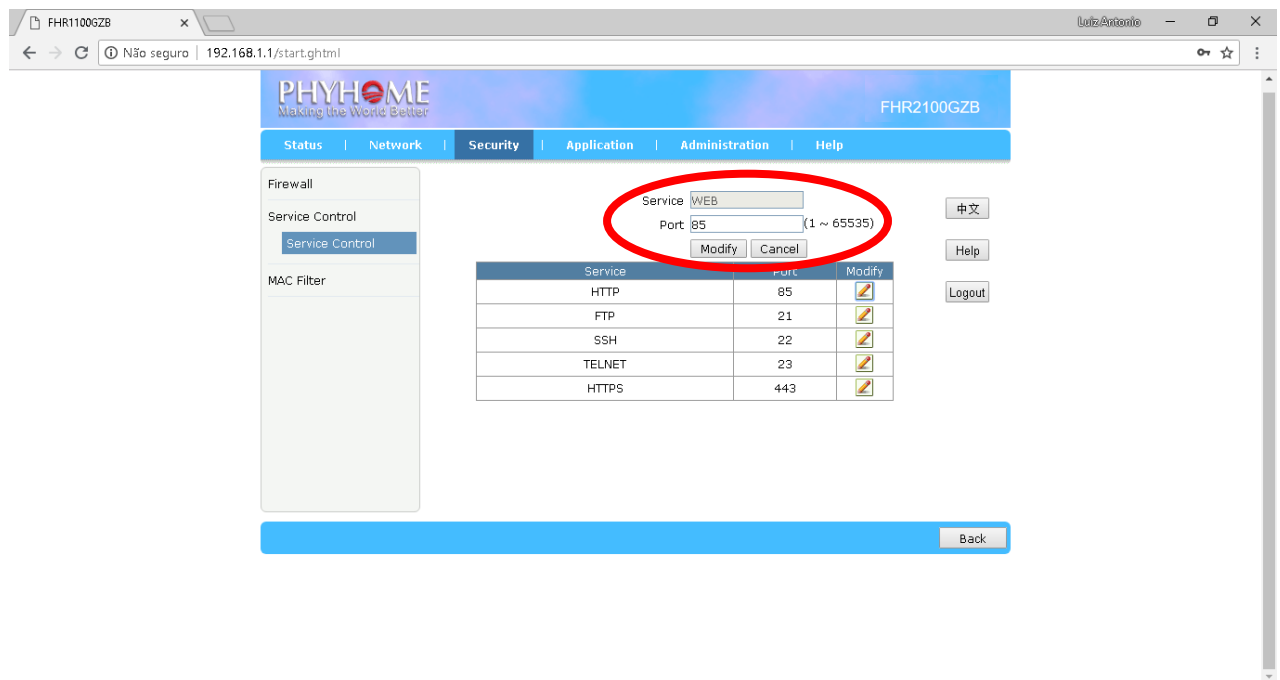 FHR1100GZB
Luiz Antonio
Não seguro | 192.168.1.1/start.ghtml
PHYHOME
Making the World Better
FHR2100GZB
Status | Network | Security | Application | Administration | Help
Firewall
Service Control
Service Control
MAC Filter
Service WEB
Port 85 (1 ~ 65535)
Modify Cancel
Service Port Modify
HTTP 85
FTP 21
SSH 22
TELNET 23
HTTPS 443
中文
Help
Logout
Back